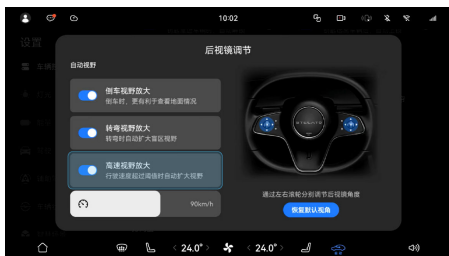 10:02
设置
后视镜调节
自动视野
倒车视野放大
倒车时，更有利于查看地面情况
转弯视野放大
转弯时自动扩大盲区视野
高速视野放大
行驶速度超过阈值时自动扩大视野
90km/h
通过左右滚轮分别调节后视镜角度
恢复默认视角
< 24.0° >
< 24.0° >